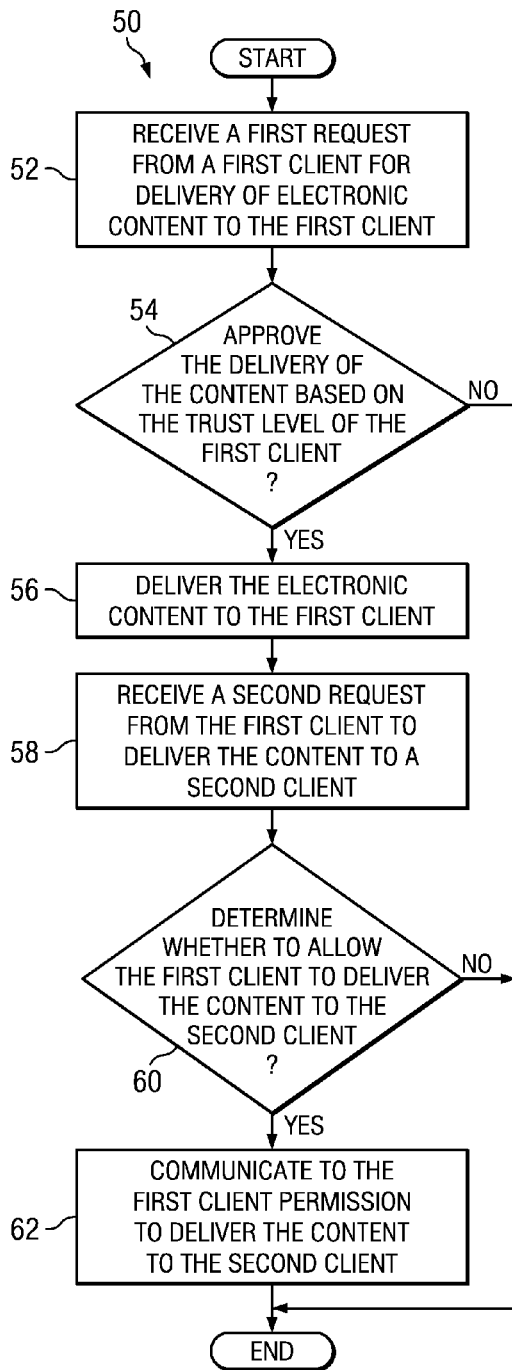 50
START
52
RECEIVE A FIRST REQUEST
FROM A FIRST CLIENT FOR
DELIVERY OF ELECTRONIC
CONTENT TO THE FIRST CLIENT
54
APPROVE
THE DELIVERY OF
THE CONTENT BASED ON
THE TRUST LEVEL OF THE
FIRST CLIENT
?
NO
YES
56
DELIVER THE ELECTRONIC
CONTENT TO THE FIRST CLIENT
58
RECEIVE A SECOND REQUEST
FROM THE FIRST CLIENT TO
DELIVER THE CONTENT TO A
SECOND CLIENT
DETERMINE
WHETHER TO ALLOW
THE FIRST CLIENT TO DELIVER
THE CONTENT TO THE
SECOND CLIENT
?
NO
60
YES
62
COMMUNICATE TO THE
FIRST CLIENT PERMISSION
TO DELIVER THE CONTENT
TO THE SECOND CLIENT
END